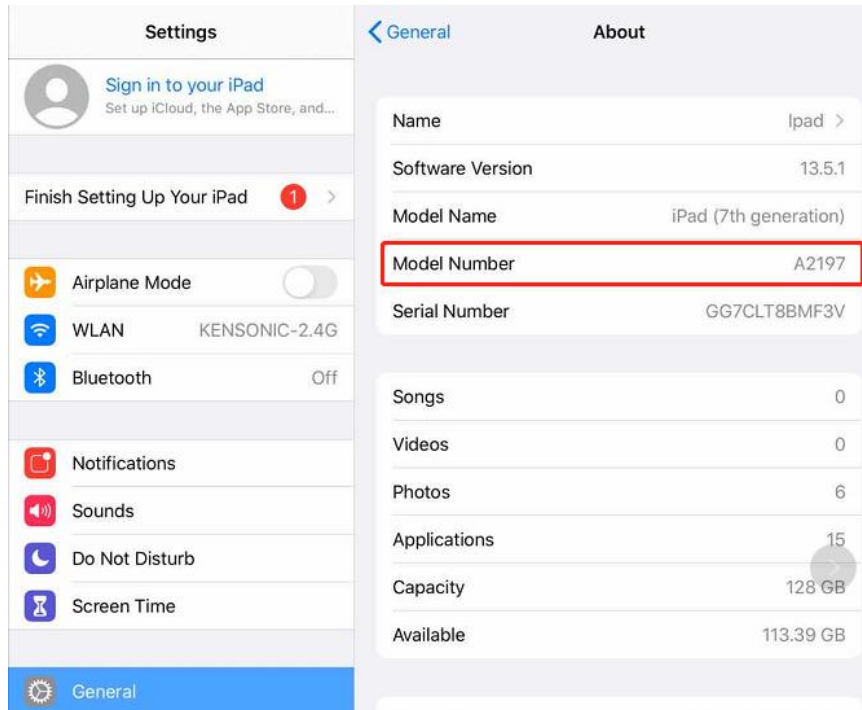 Settings
Sign in to your iPad
Set up iCloud, the App Store, and...
Finish Setting Up Your iPad 1
Airplane Mode
WLAN KENSONIC-2.4G
Bluetooth Off
Notifications
Sounds
Do Not Disturb
Screen Time
General
General About
Name Ipad
Software Version 13.5.1
Model Name iPad (7th generation)
Model Number A2197
Serial Number GG7CLT8BMF3V
Songs 0
Videos 0
Photos 6
Applications 15
Capacity 128 GB
Available 113.39 GB